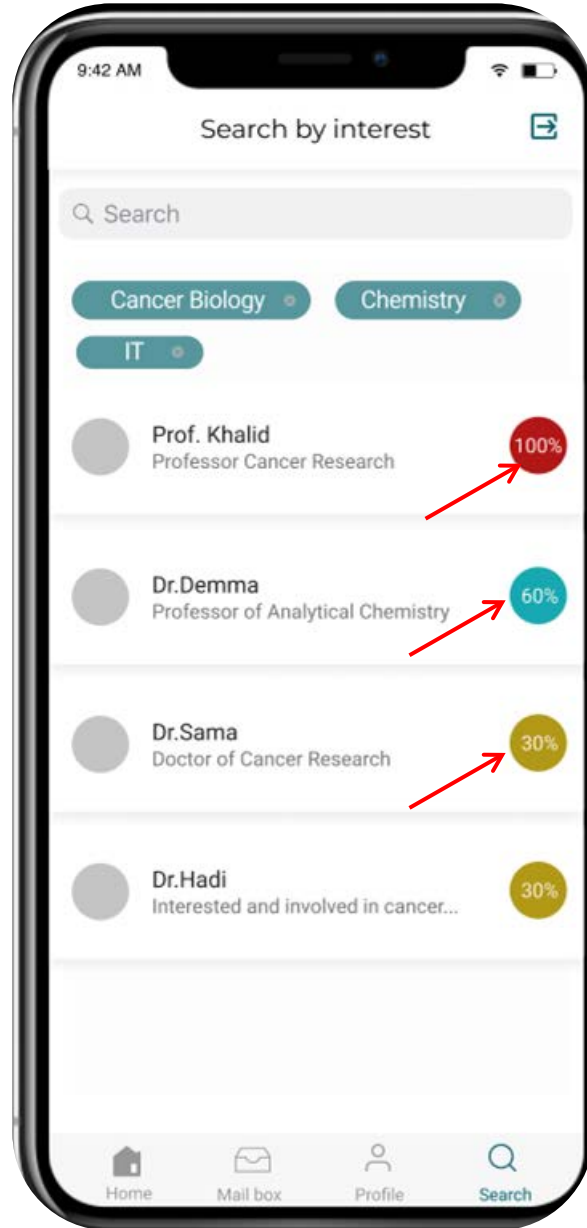 9:42 AM
Search by interest
Search
Cancer Biology
Chemistry
IT
Prof. Khalid
Professor Cancer Research
100%
Dr.Demma
Professor of Analytical Chemistry
60%
Dr.Sama
Doctor of Cancer Research
30%
Dr.Hadi
Interested and involved in cancer...
30%
Home
Mail box
Profile
Search